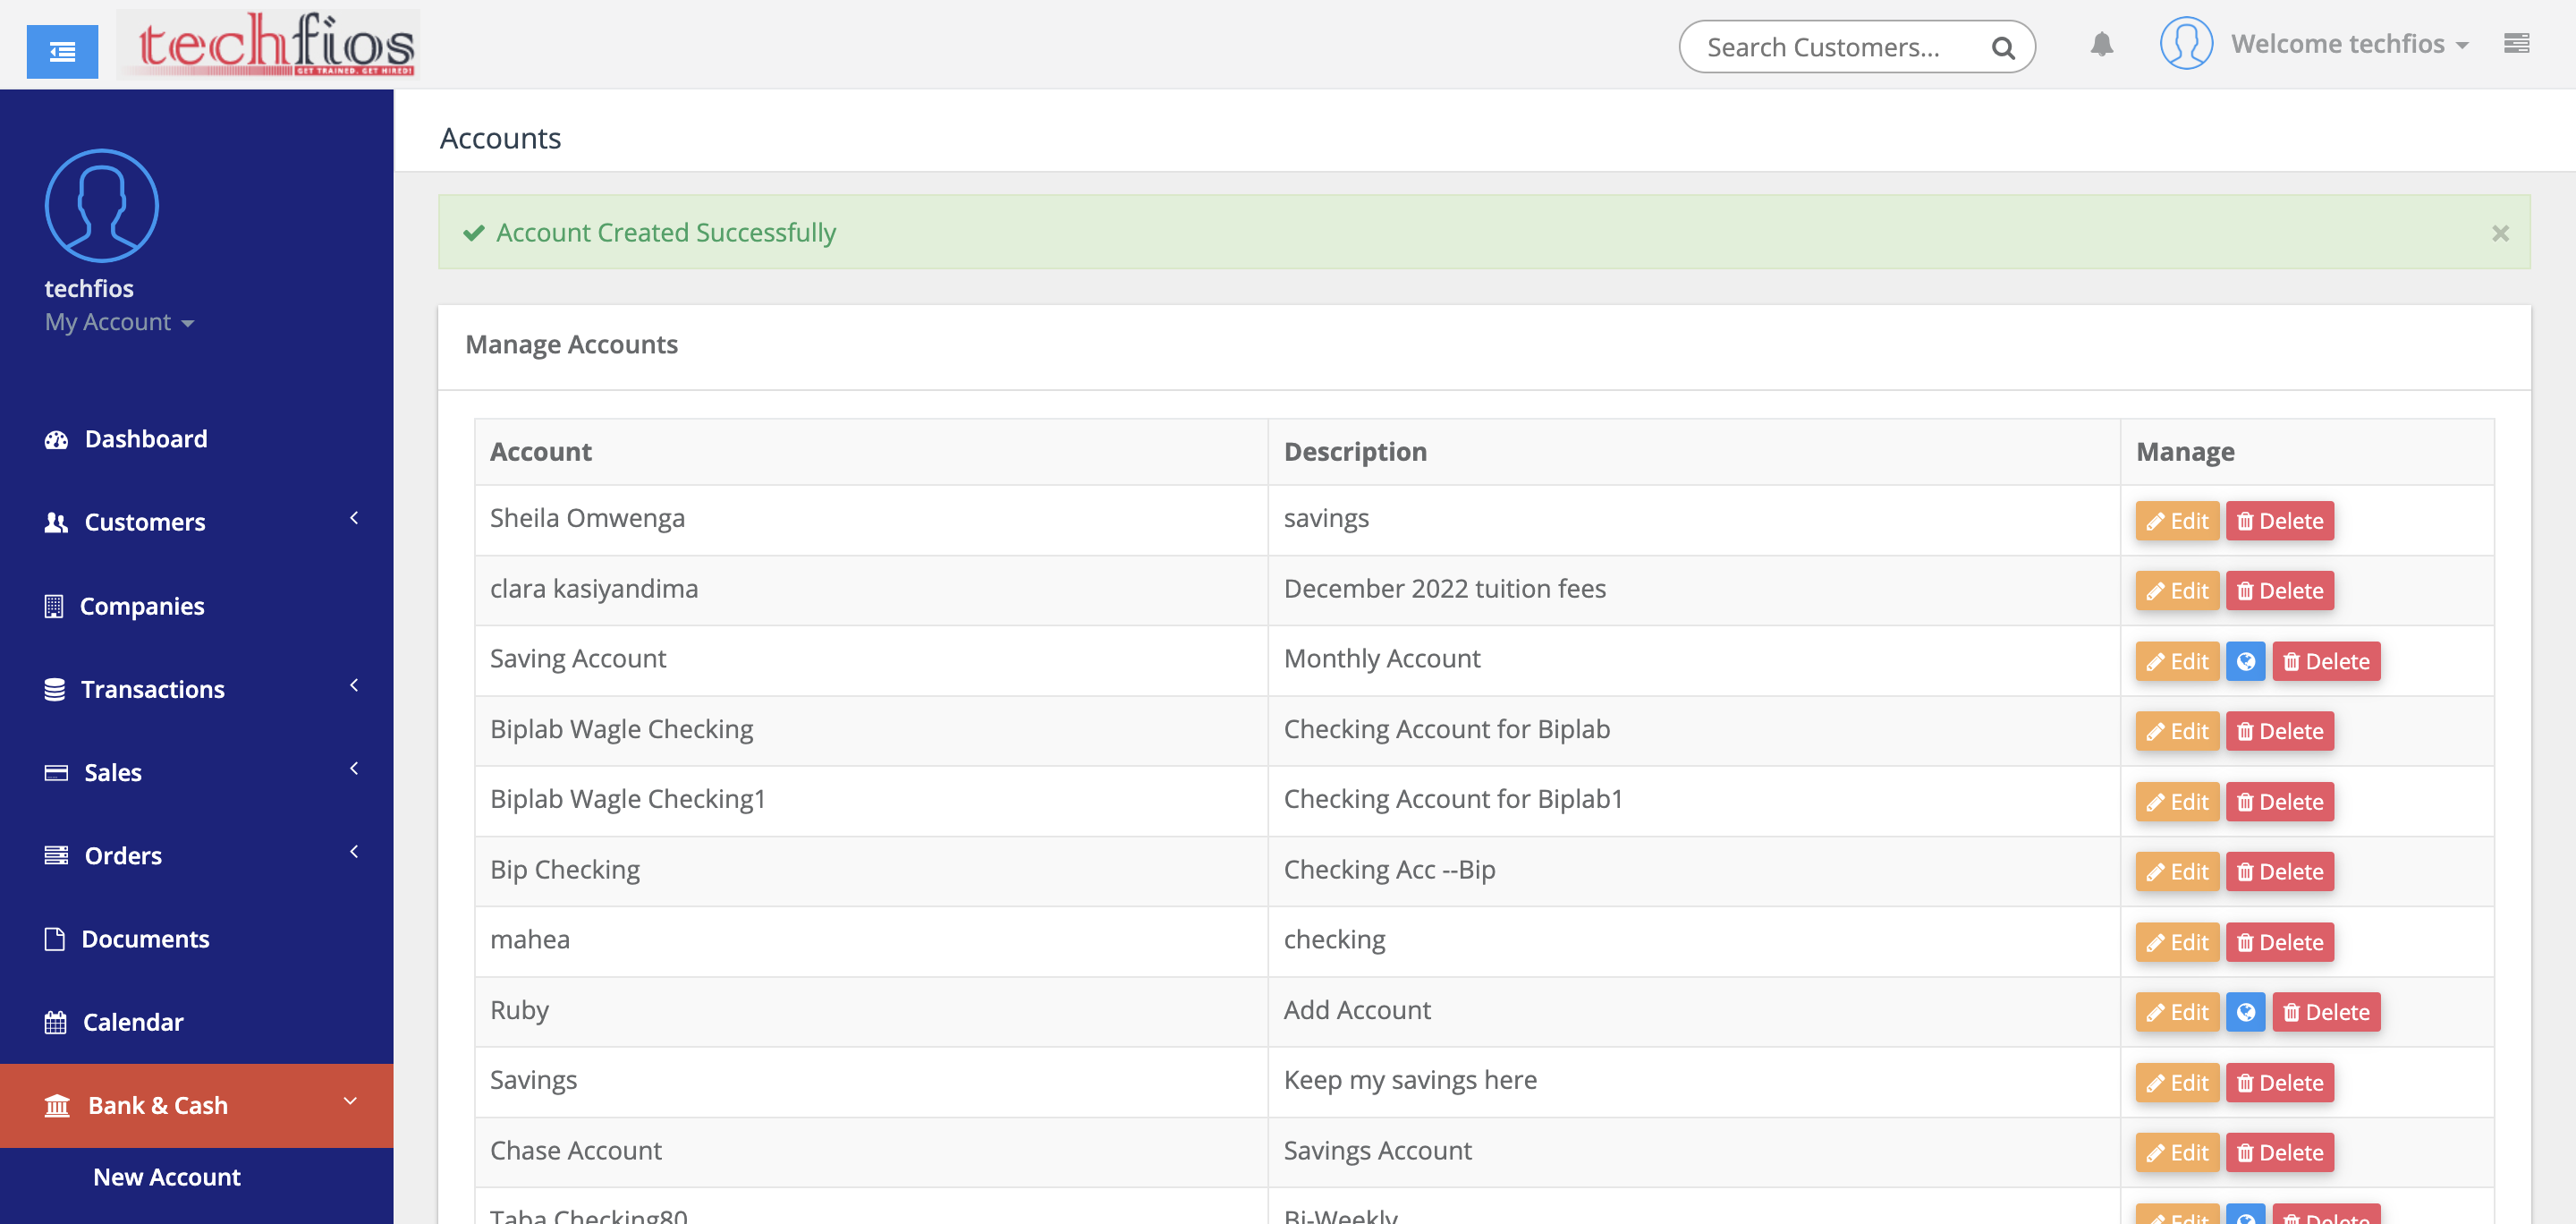 techfios
GET TRAINED. GET HIRED!
Search Customers...
Welcome techfios
techfios
My Account
Dashboard
Customers
Companies
Transactions
Sales
Orders
Documents
Calendar
Bank & Cash
New Account
Accounts
Account Created Successfully
×
Manage Accounts
Account Description Manage
Sheila Omwenga savings Edit Delete
clara kasiyandima December 2022 tuition fees Edit Delete
Saving Account Monthly Account Edit Delete
Biplab Wagle Checking Checking Account for Biplab Edit Delete
Biplab Wagle Checking1 Checking Account for Biplab1 Edit Delete
Bip Checking Checking Acc --Bip Edit Delete
mahea checking Edit Delete
Ruby Add Account Edit Delete
Savings Keep my savings here Edit Delete
Chase Account Savings Account Edit Delete
Taba Checking80 Bi-Weekly Edit Delete